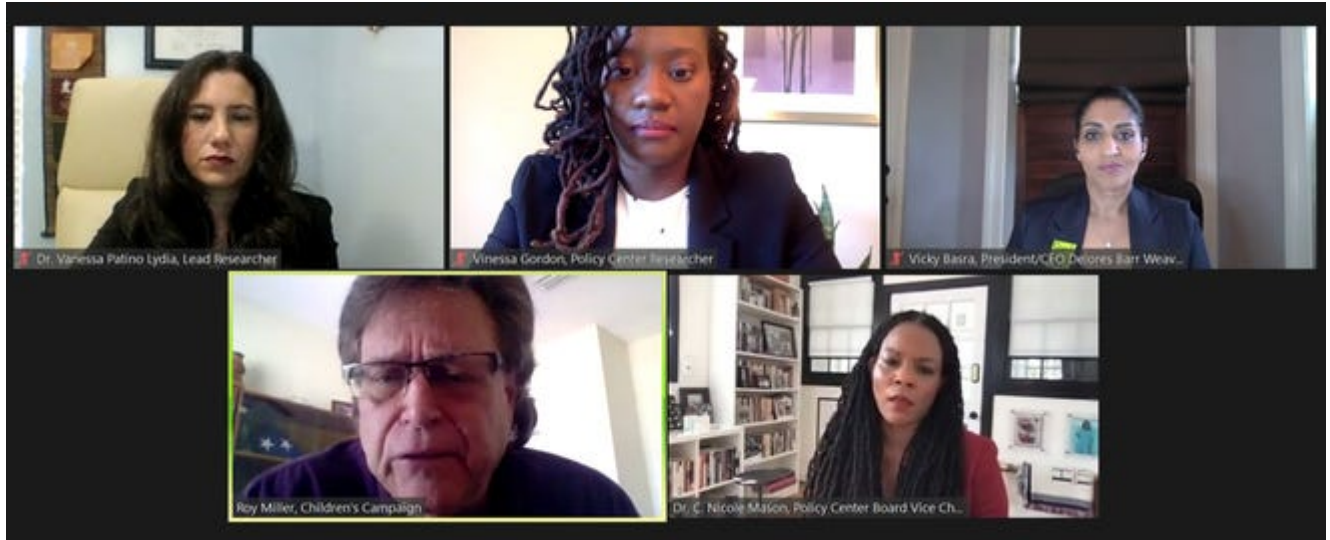 Dr. Vanessa Patino Lydia, Lead Researcher
Vinessa Gordon, Policy Center Researcher
Vicky Basra, President/CEO Delores Barr Weav...
Roy Miller, Children's Campaign
Dr. C. Nicole Mason, Policy Center Board Vice Ch...